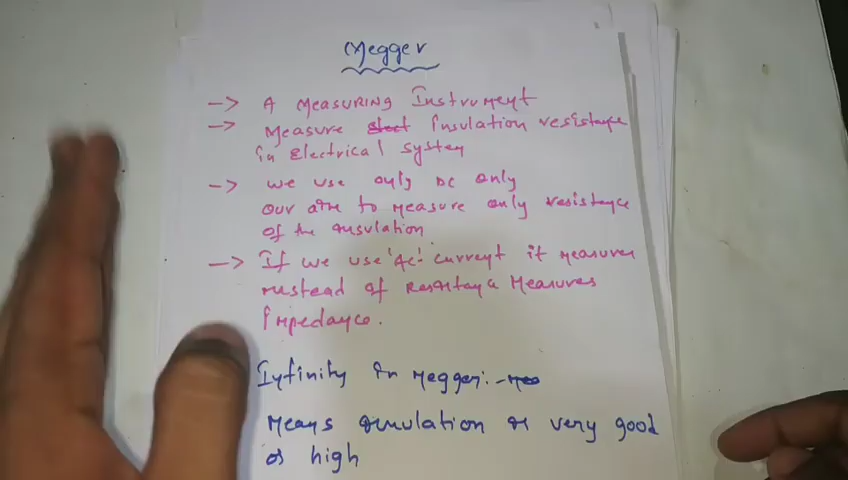 Megger
→ A Measuring Instrument
→ Measure insulation resistance
in Electrical System
→ We use only DC only
our aim to measure only resistance
of the insulation
→ If we use 'AC' current it measures
instead of Resistance Measures
Impedance.
Infinity in megger:-
Means insulation is very good
or high